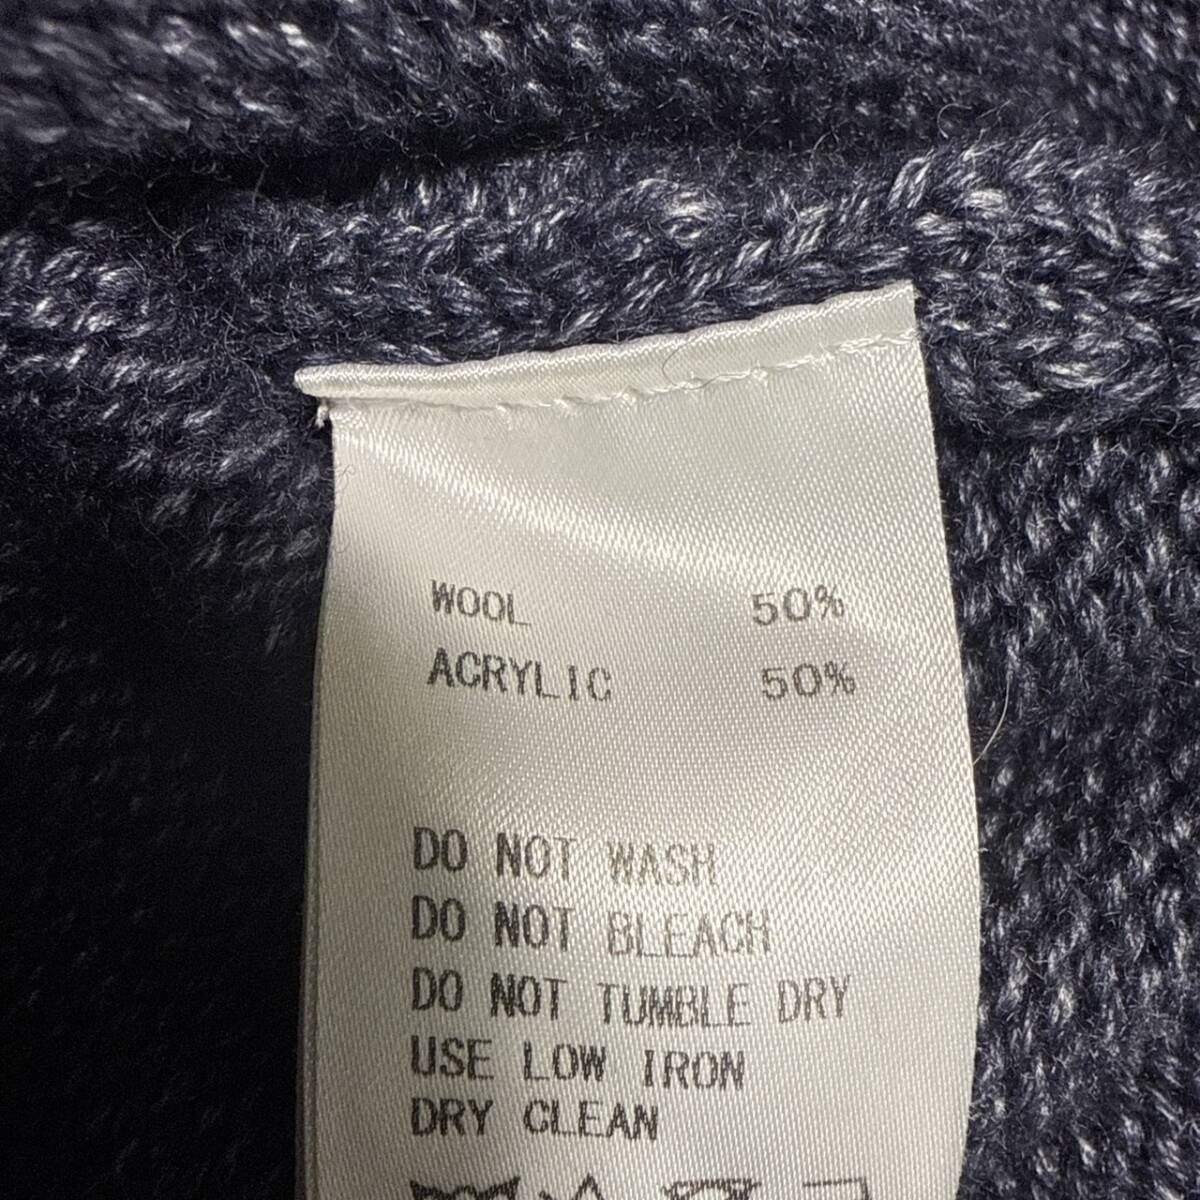 WOOL 50%
ACRYLIC 50%
DO NOT WASH
DO NOT BLEACH
DO NOT TUMBLE DRY
USE LOW IRON
DRY CLEAN